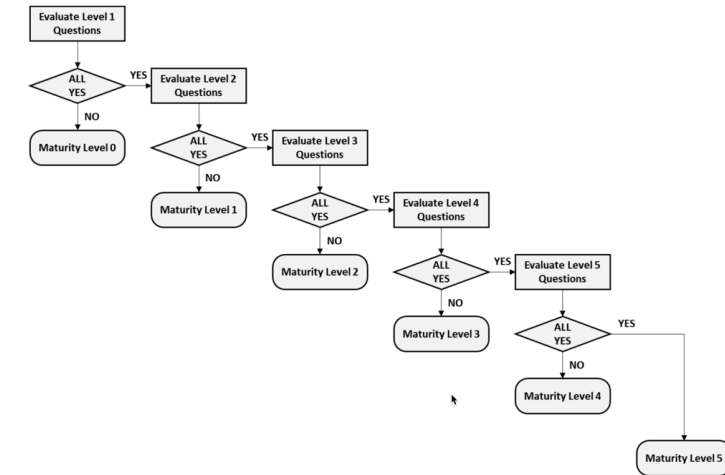 Evaluate Level 1
Questions
ALL
YES
YES
NO
Maturity Level 0
Evaluate Level 2
Questions
ALL
YES
YES
NO
Maturity Level 1
Evaluate Level 3
Questions
ALL
YES
YES
NO
Maturity Level 2
Evaluate Level 4
Questions
ALL
YES
YES
NO
Maturity Level 3
Evaluate Level 5
Questions
ALL
YES
YES
NO
Maturity Level 4
Maturity Level 5